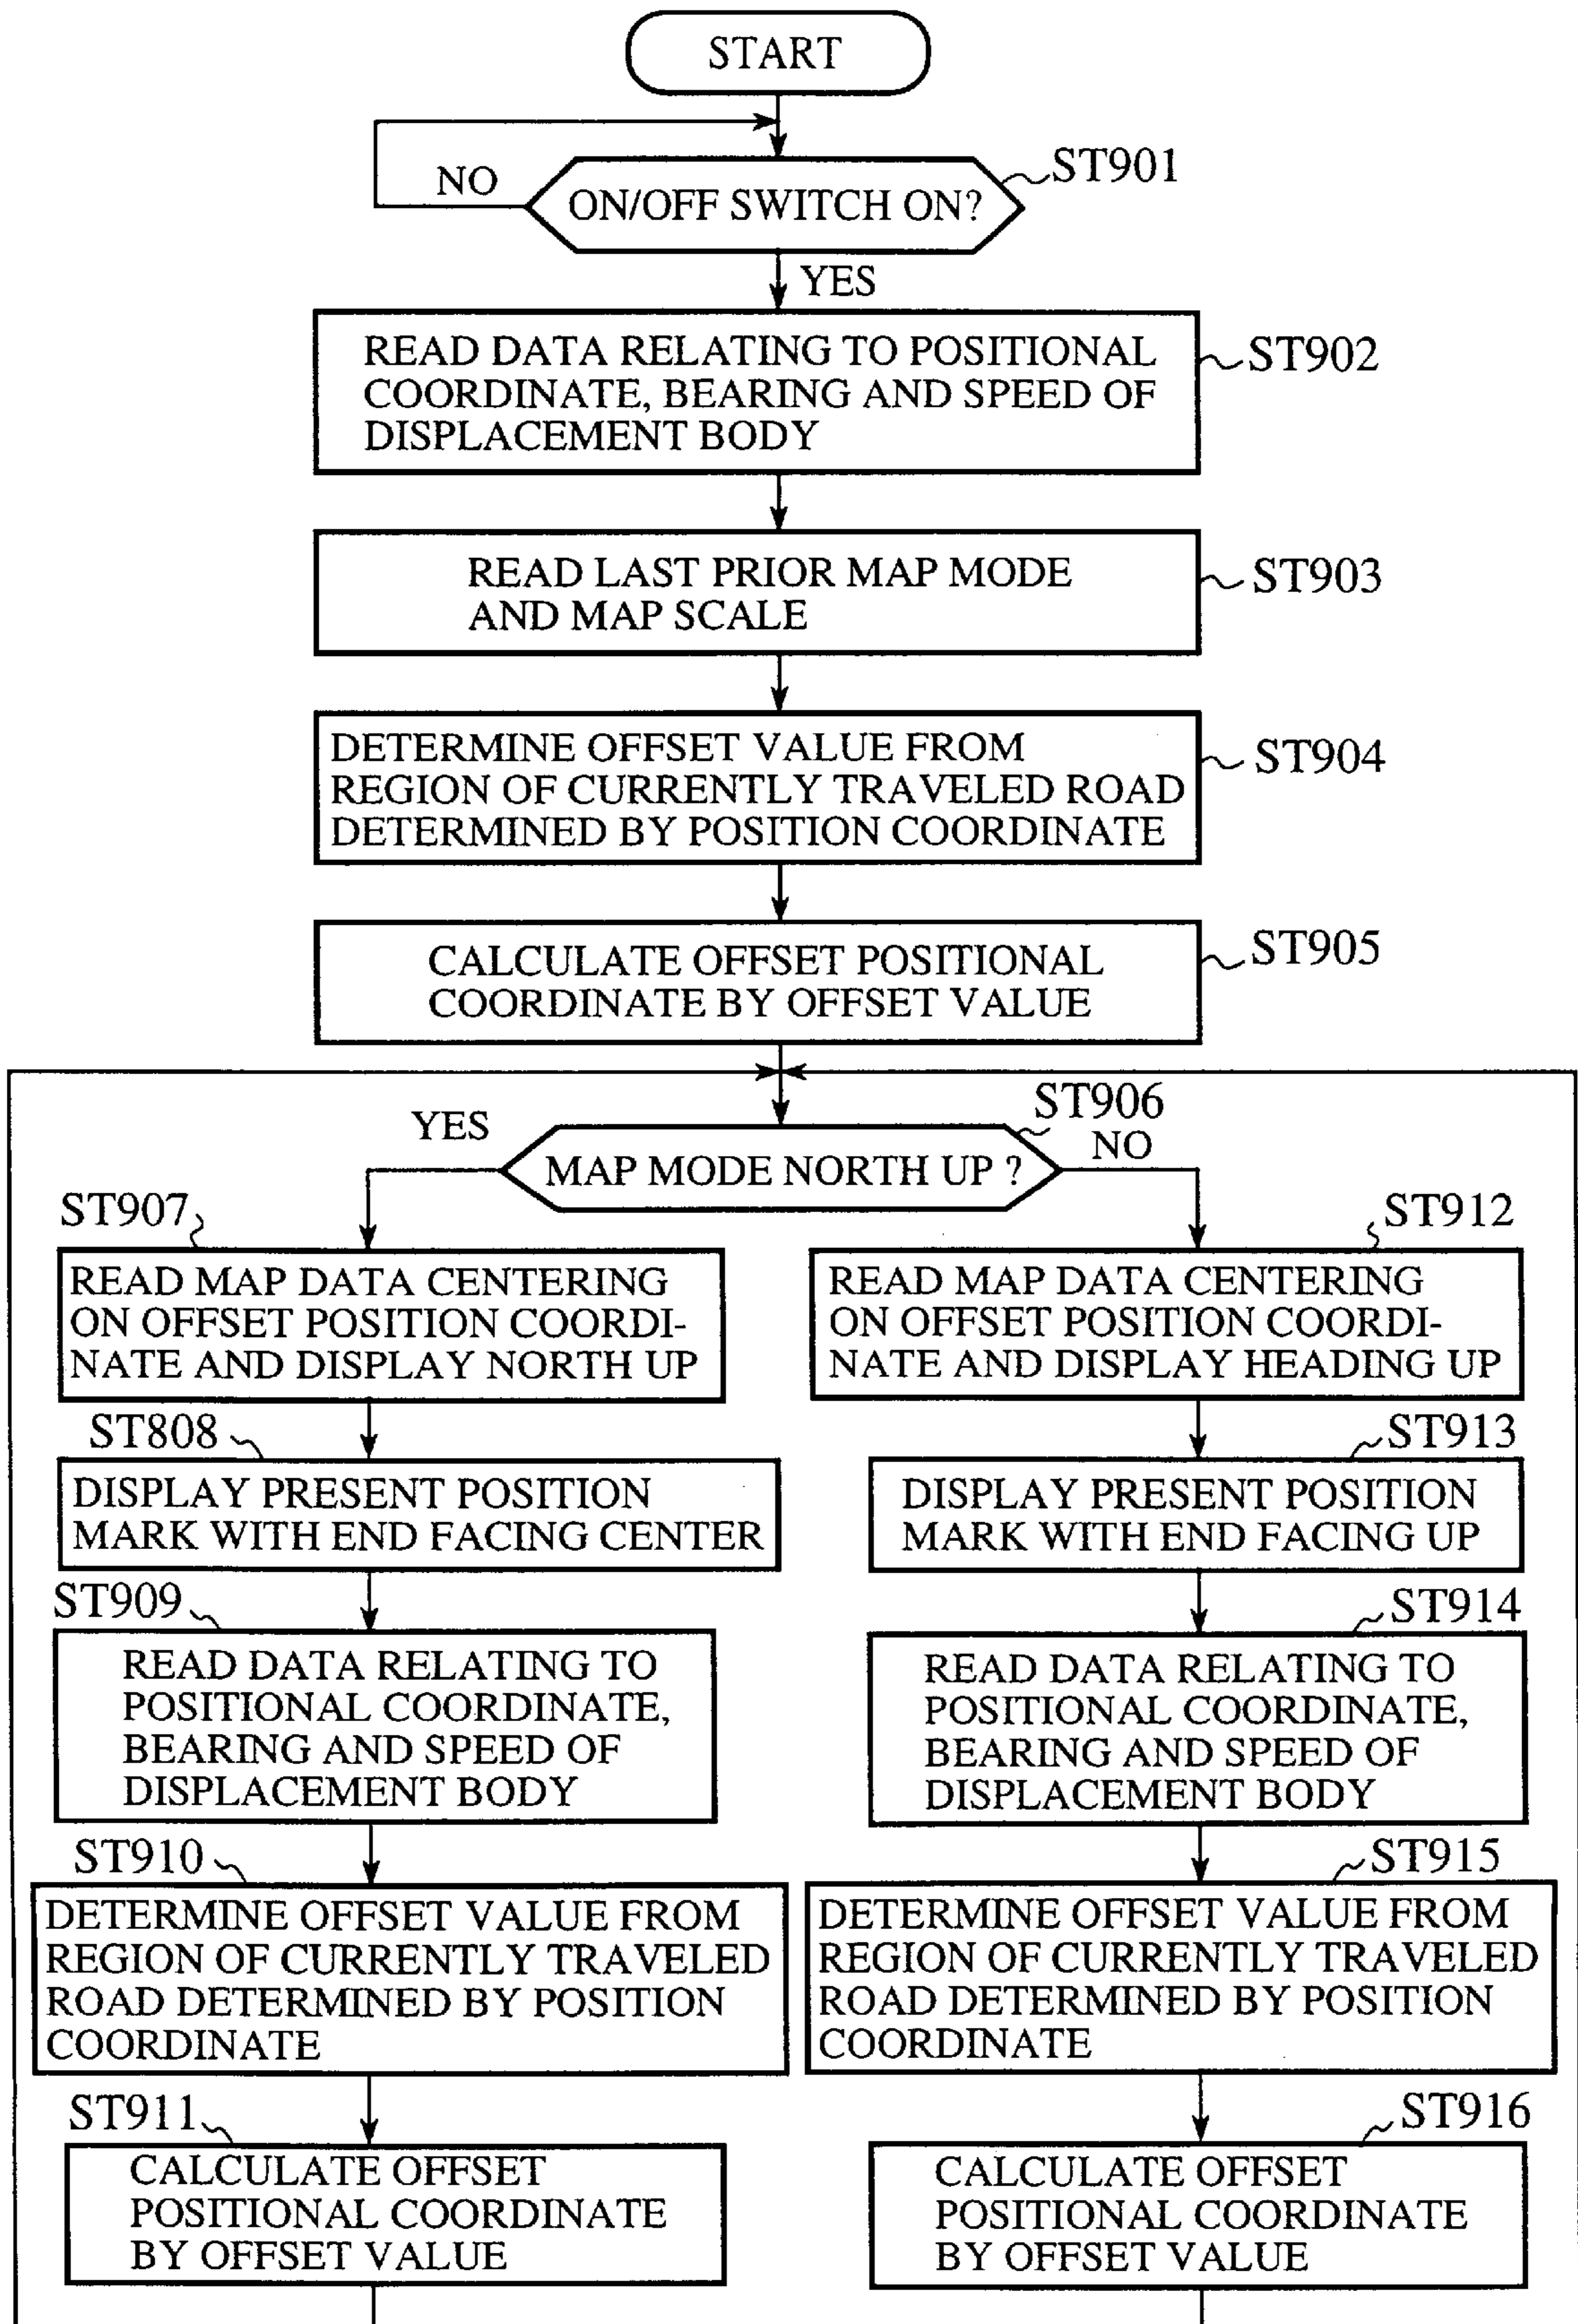 START
NO
ON/OFF SWITCH ON?
ST901
YES
READ DATA RELATING TO POSITIONAL
COORDINATE, BEARING AND SPEED OF
DISPLACEMENT BODY
ST902
READ LAST PRIOR MAP MODE
AND MAP SCALE
ST903
DETERMINE OFFSET VALUE FROM
REGION OF CURRENTLY TRAVELED ROAD
DETERMINED BY POSITION COORDINATE
ST904
CALCULATE OFFSET POSITIONAL
COORDINATE BY OFFSET VALUE
ST905
YES
MAP MODE NORTH UP ?
ST906
NO
ST907
READ MAP DATA CENTERING
ON OFFSET POSITION COORDI-
NATE AND DISPLAY NORTH UP
ST808
DISPLAY PRESENT POSITION
MARK WITH END FACING CENTER
ST909
READ DATA RELATING TO
POSITIONAL COORDINATE,
BEARING AND SPEED OF
DISPLACEMENT BODY
ST910
DETERMINE OFFSET VALUE FROM
REGION OF CURRENTLY TRAVELED
ROAD DETERMINED BY POSITION
COORDINATE
ST911
CALCULATE OFFSET
POSITIONAL COORDINATE
BY OFFSET VALUE
ST912
READ MAP DATA CENTERING
ON OFFSET POSITION COORDI-
NATE AND DISPLAY HEADING UP
ST913
DISPLAY PRESENT POSITION
MARK WITH END FACING UP
ST914
READ DATA RELATING TO
POSITIONAL COORDINATE,
BEARING AND SPEED OF
DISPLACEMENT BODY
ST915
DETERMINE OFFSET VALUE FROM
REGION OF CURRENTLY TRAVELED
ROAD DETERMINED BY POSITION
COORDINATE
ST916
CALCULATE OFFSET
POSITIONAL COORDINATE
BY OFFSET VALUE